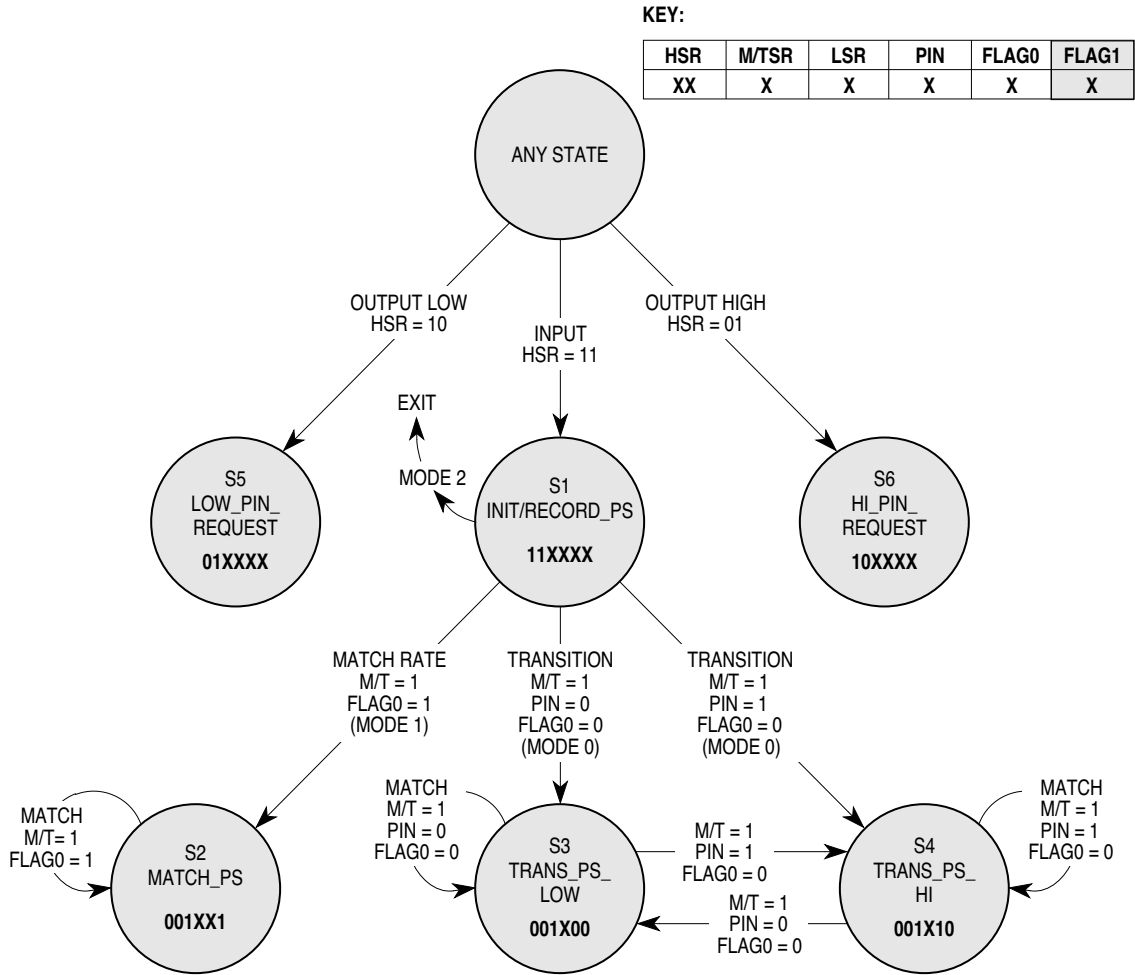 KEY:
HSR M/TSR LSR PIN FLAG0 FLAG1
XX X X X X X
ANY STATE
OUTPUT LOW
HSR = 10
INPUT
HSR = 11
OUTPUT HIGH
HSR = 01
EXIT
MODE 2
S5
LOW_PIN_
REQUEST
01XXXX
S1
INIT/RECORD_PS
11XXXX
S6
HI_PIN_
REQUEST
10XXXX
MATCH RATE
M/T = 1
FLAG0 = 1
(MODE 1)
TRANSITION
M/T = 1
PIN = 0
FLAG0 = 0
(MODE 0)
TRANSITION
M/T = 1
PIN = 1
FLAG0 = 0
(MODE 0)
MATCH
M/T= 1
FLAG0 = 1
S2
MATCH_PS
001XX1
MATCH
M/T = 1
PIN = 0
FLAG0 = 0
S3
TRANS_PS_
LOW
001X00
M/T = 1
PIN = 1
FLAG0 = 0
M/T = 1
PIN = 0
FLAG0 = 0
S4
TRANS_PS_
HI
001X10
MATCH
M/T = 1
PIN = 1
FLAG0 = 0